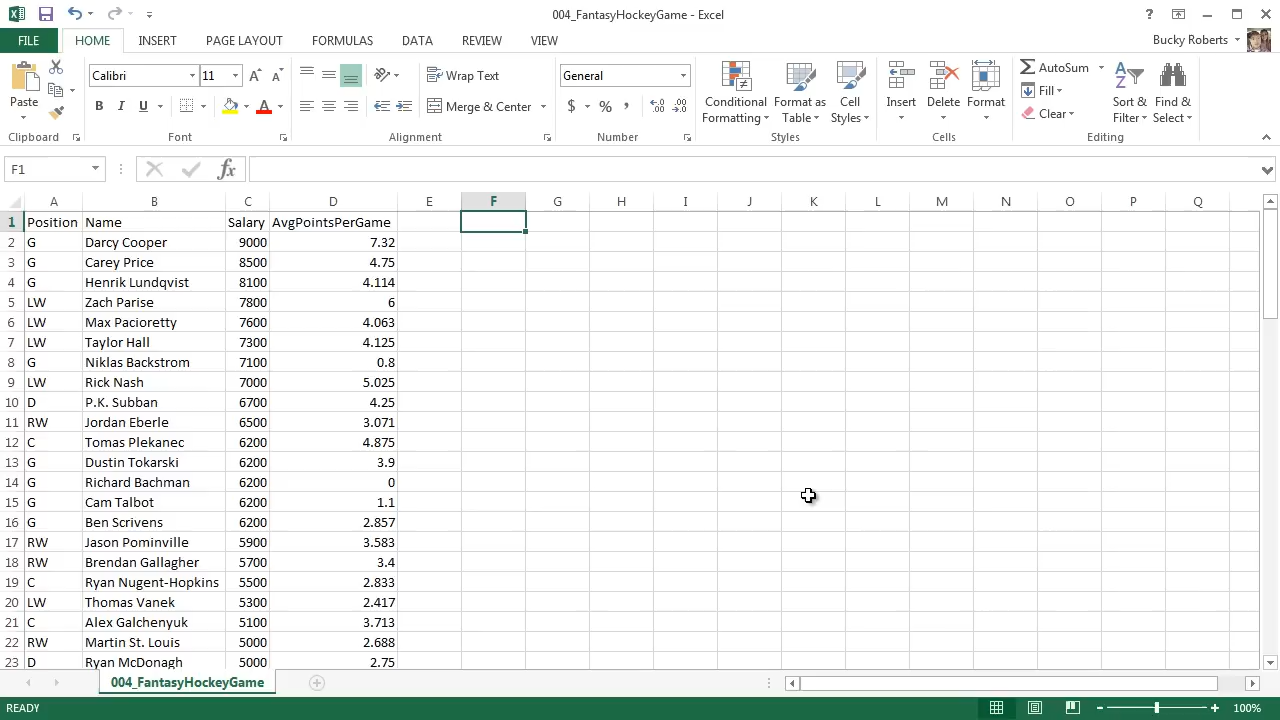 004_FantasyHockeyGame - Excel
FILE HOME INSERT PAGE LAYOUT FORMULAS DATA REVIEW VIEW Bucky Roberts
Calibri 11 Wrap Text General AutoSum
Paste Merge & Center $ % , Conditional Formatting Format as Table Cell Styles Insert Delete Format Fill Clear Sort & Filter Find & Select
Clipboard Font Alignment Number Styles Cells Editing
F1 fx
A B C D E F G H I J K L M N O P Q
1 Position Name Salary AvgPointsPerGame
2 G Darcy Cooper 9000 7.32
3 G Carey Price 8500 4.75
4 G Henrik Lundqvist 8100 4.114
5 LW Zach Parise 7800 6
6 LW Max Pacioretty 7600 4.063
7 LW Taylor Hall 7300 4.125
8 G Niklas Backstrom 7100 0.8
9 LW Rick Nash 7000 5.025
10 D P.K. Subban 6700 4.25
11 RW Jordan Eberle 6500 3.071
12 C Tomas Plekanec 6200 4.875
13 G Dustin Tokarski 6200 3.9
14 G Richard Bachman 6200 0
15 G Cam Talbot 6200 1.1
16 G Ben Scrivens 6200 2.857
17 RW Jason Pominville 5900 3.583
18 RW Brendan Gallagher 5700 3.4
19 C Ryan Nugent-Hopkins 5500 2.833
20 LW Thomas Vanek 5300 2.417
21 C Alex Galchenyuk 5100 3.713
22 RW Martin St. Louis 5000 2.688
23 D Ryan McDonagh 5000 2.75
004_FantasyHockeyGame
READY 100%